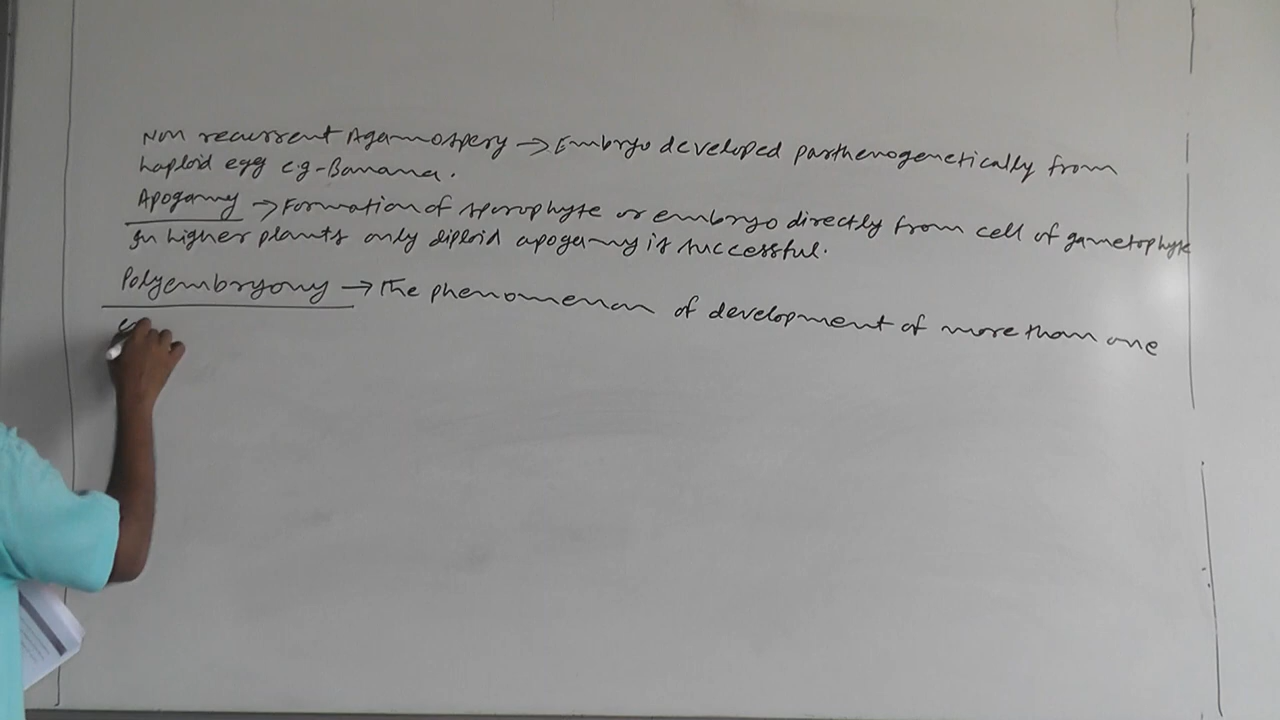 Non recurrent Agamospery → Embryo developed parthenogenetically from
haploid egg e.g-Banana.
Apogamy → Formation of sporophyte or embryo directly from cell of gametophyte
In higher plants only diploid apogamy is successful.
Polyembryony → The phenomenon of development of more than one